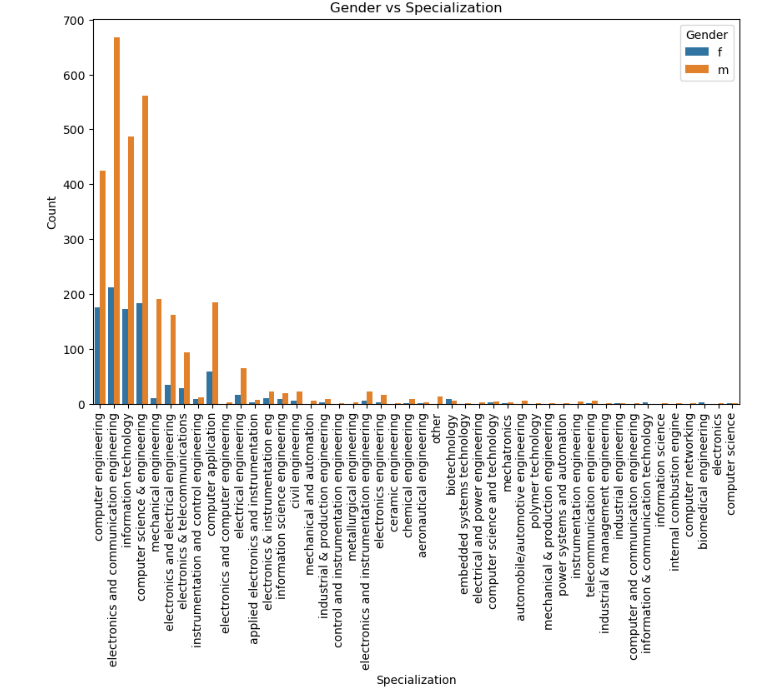 Gender vs Specialization
700
600
500
400
300
200
100
0
Count
Gender
f
m
computer engineering
electronics and communication engineering
information technology
computer science & engineering
mechanical engineering
electronics and electrical engineering
electronics & telecommunications
instrumentation and control engineering
computer application
electronics and computer engineering
electrical engineering
applied electronics and instrumentation
electronics & instrumentation eng
information science engineering
civil engineering
mechanical and automation
industrial & production engineering
control and instrumentation engineering
metallurgical engineering
electronics and instrumentation engineering
electronics engineering
ceramic engineering
chemical engineering
aeronautical engineering
other
biotechnology
embedded systems technology
electrical and power engineering
computer science and technology
mechatronics
automobile/automotive engineering
polymer technology
mechanical & production engineering
power systems and automation
instrumentation engineering
telecommunication engineering
industrial & management engineering
industrial engineering
computer and communication engineering
information & communication technology
information science
internal combustion engine
computer networking
biomedical engineering
electronics
computer science
Specialization